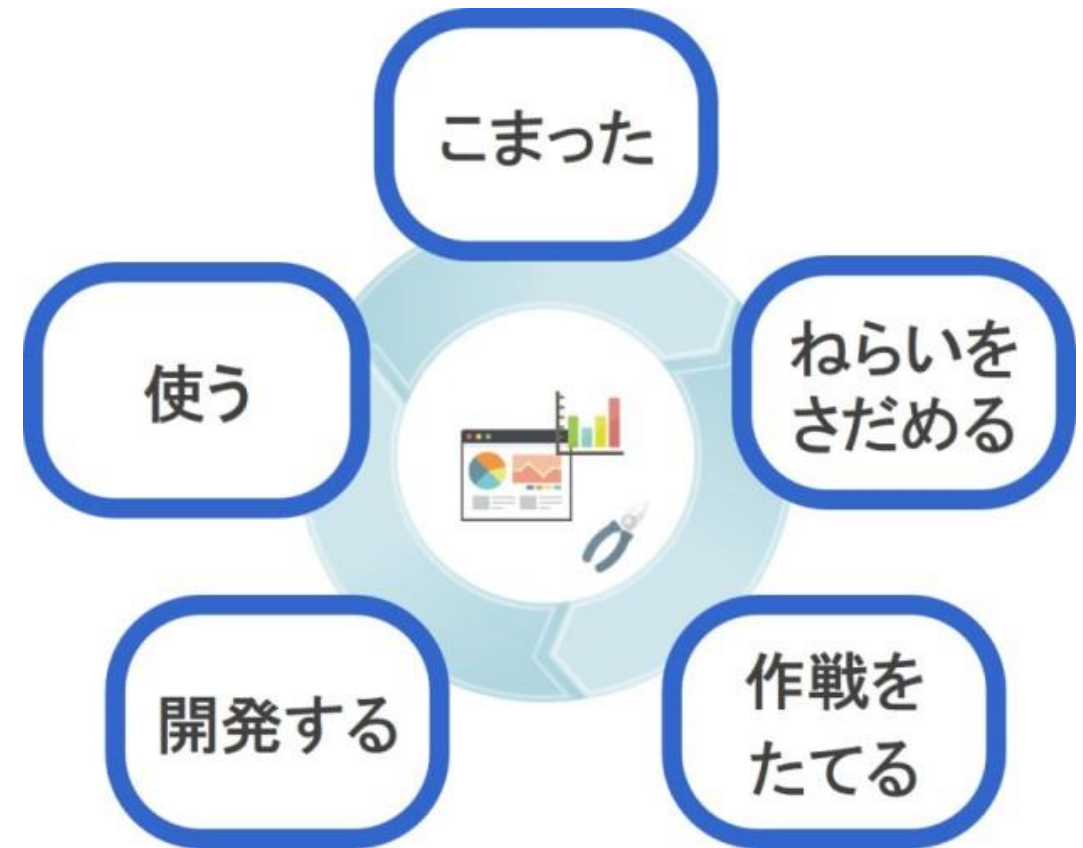 こまった
ねらいを
さだめる
作戦を
たてる
開発する
使う